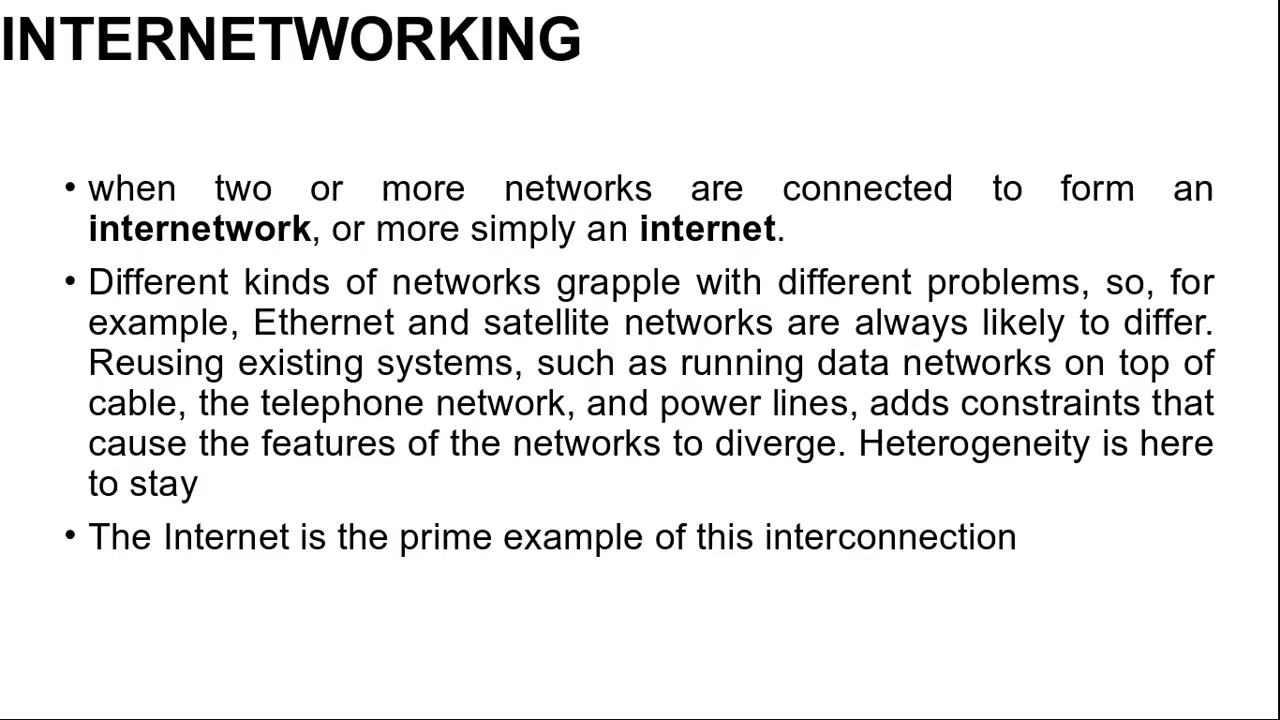 INTERNETWORKING
• when two or more networks are connected to form an
internetwork, or more simply an internet.
• Different kinds of networks grapple with different problems, so, for
example, Ethernet and satellite networks are always likely to differ.
Reusing existing systems, such as running data networks on top of
cable, the telephone network, and power lines, adds constraints that
cause the features of the networks to diverge. Heterogeneity is here
to stay
• The Internet is the prime example of this interconnection